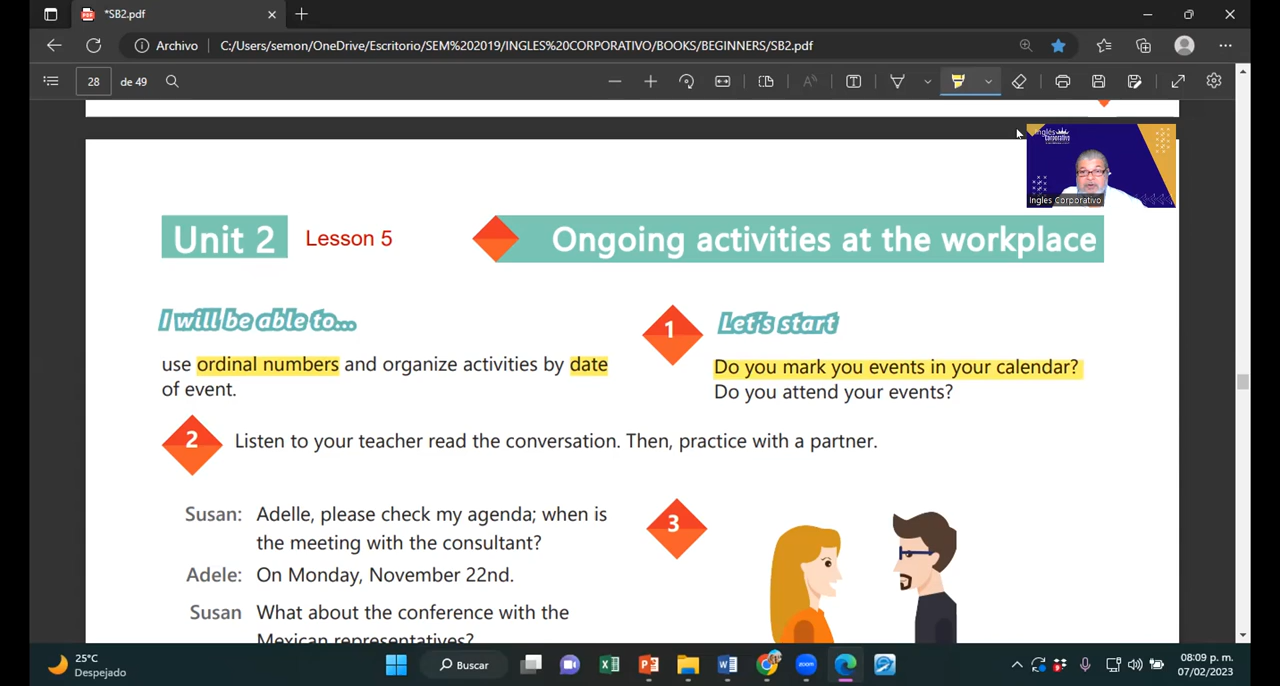 *SB2.pdf
Archivo
C:/Users/semon/OneDrive/Escritorio/SEM%202019/INGLES%20CORPORATIVO/BOOKS/BEGINNERS/SB2.pdf
28 de 49
Inglés
Corporativo
Ingles Corporativo
Unit 2 Lesson 5 Ongoing activities at the workplace
I will be able to...
use ordinal numbers and organize activities by date
of event.
1 Let's start
Do you mark you events in your calendar?
Do you attend your events?
2 Listen to your teacher read the conversation. Then, practice with a partner.
Susan: Adelle, please check my agenda; when is
the meeting with the consultant?
Adele: On Monday, November 22nd.
Susan What about the conference with the
Mexican representatives?
3
25°C
Despejado
Buscar
zoom
08:09 p. m.
07/02/2023